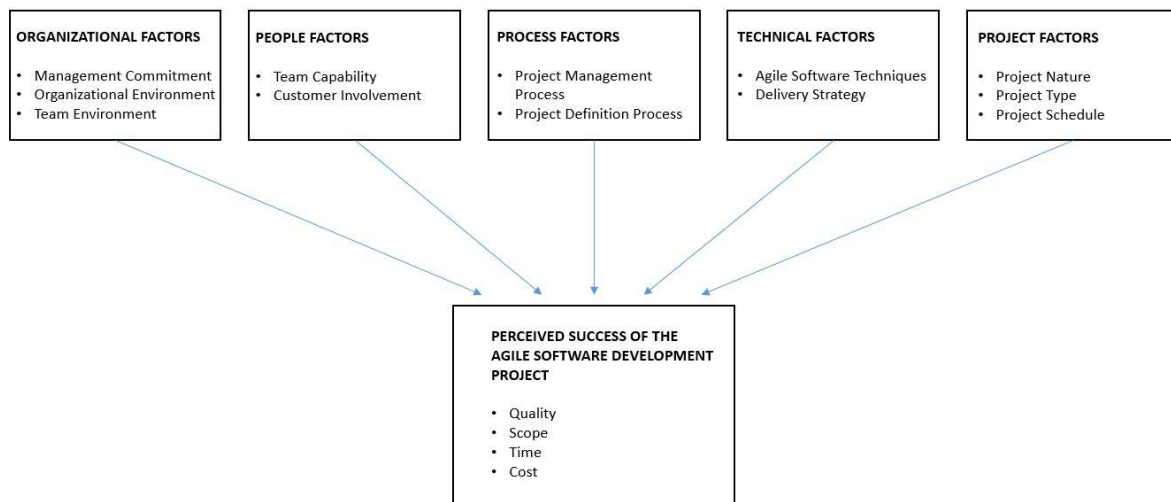 ORGANIZATIONAL FACTORS
• Management Commitment
• Organizational Environment
• Team Environment
PEOPLE FACTORS
• Team Capability
• Customer Involvement
PROCESS FACTORS
• Project Management
Process
• Project Definition Process
TECHNICAL FACTORS
• Agile Software Techniques
• Delivery Strategy
PROJECT FACTORS
• Project Nature
• Project Type
• Project Schedule
PERCEIVED SUCCESS OF THE
AGILE SOFTWARE DEVELOPMENT
PROJECT
• Quality
• Scope
• Time
• Cost